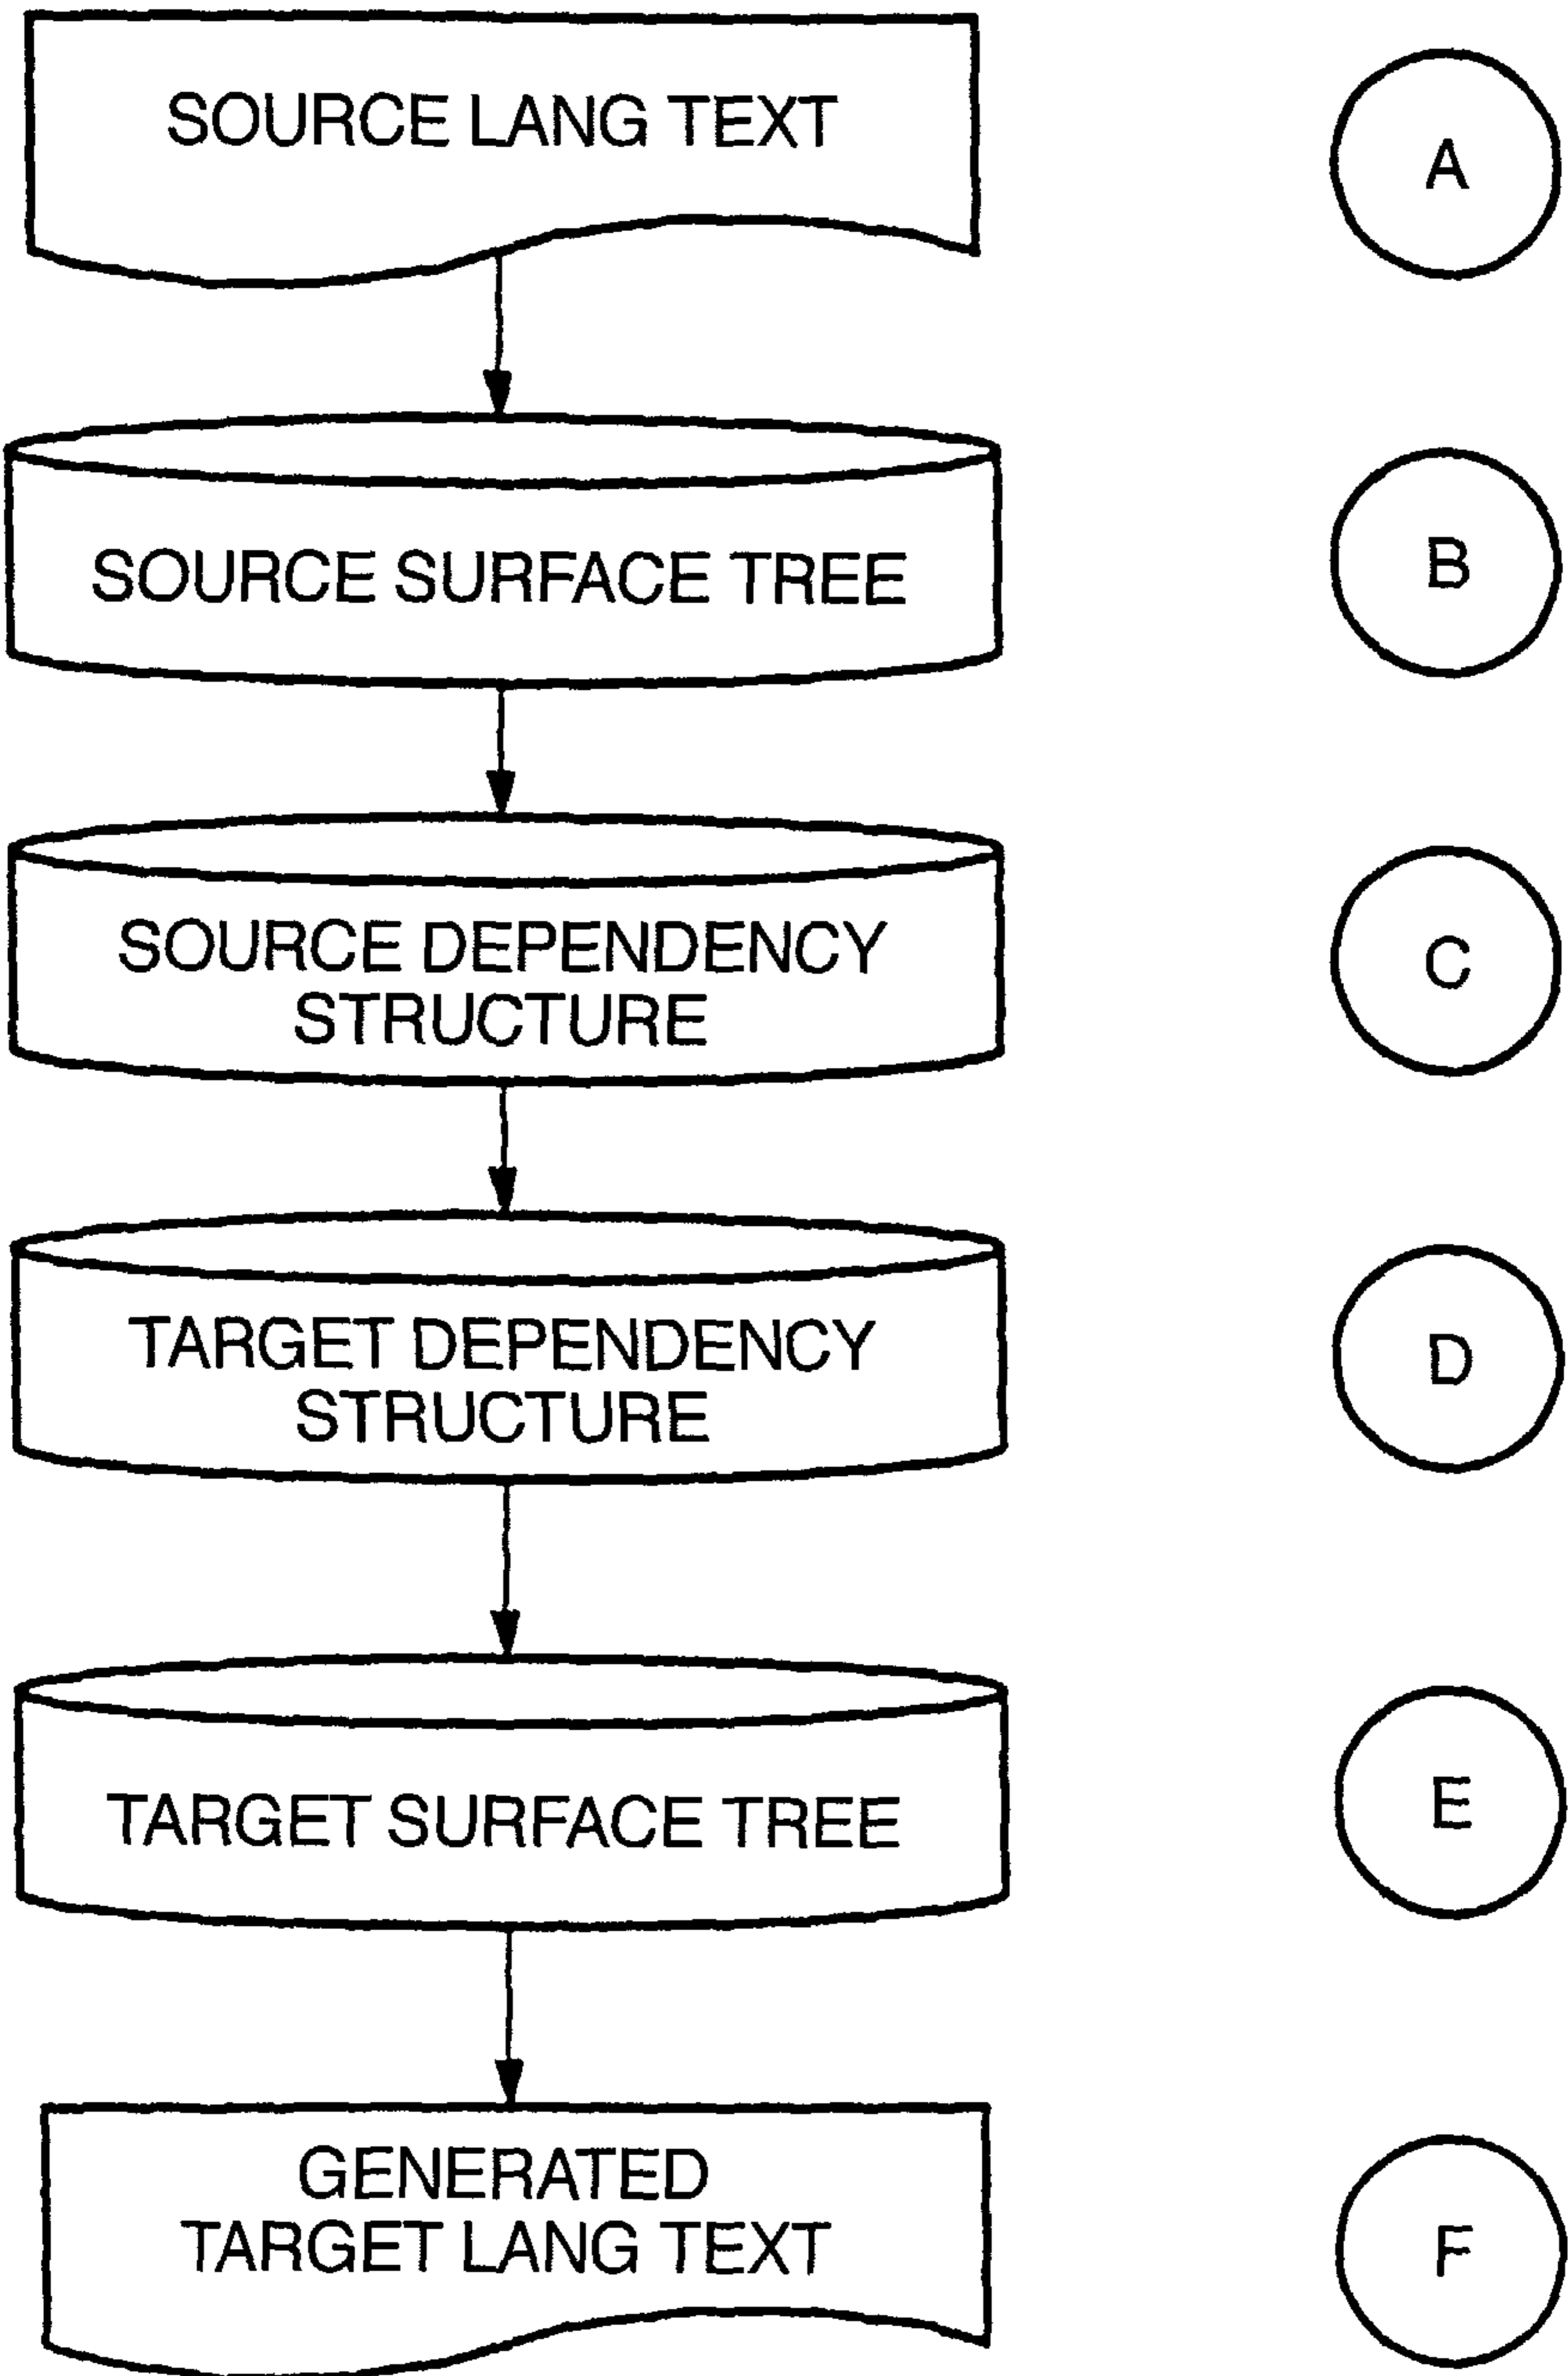 SOURCE LANG TEXT
A
SOURCE SURFACE TREE
B
SOURCE DEPENDENCY
STRUCTURE
C
TARGET DEPENDENCY
STRUCTURE
D
TARGET SURFACE TREE
E
GENERATED
TARGET LANG TEXT
F